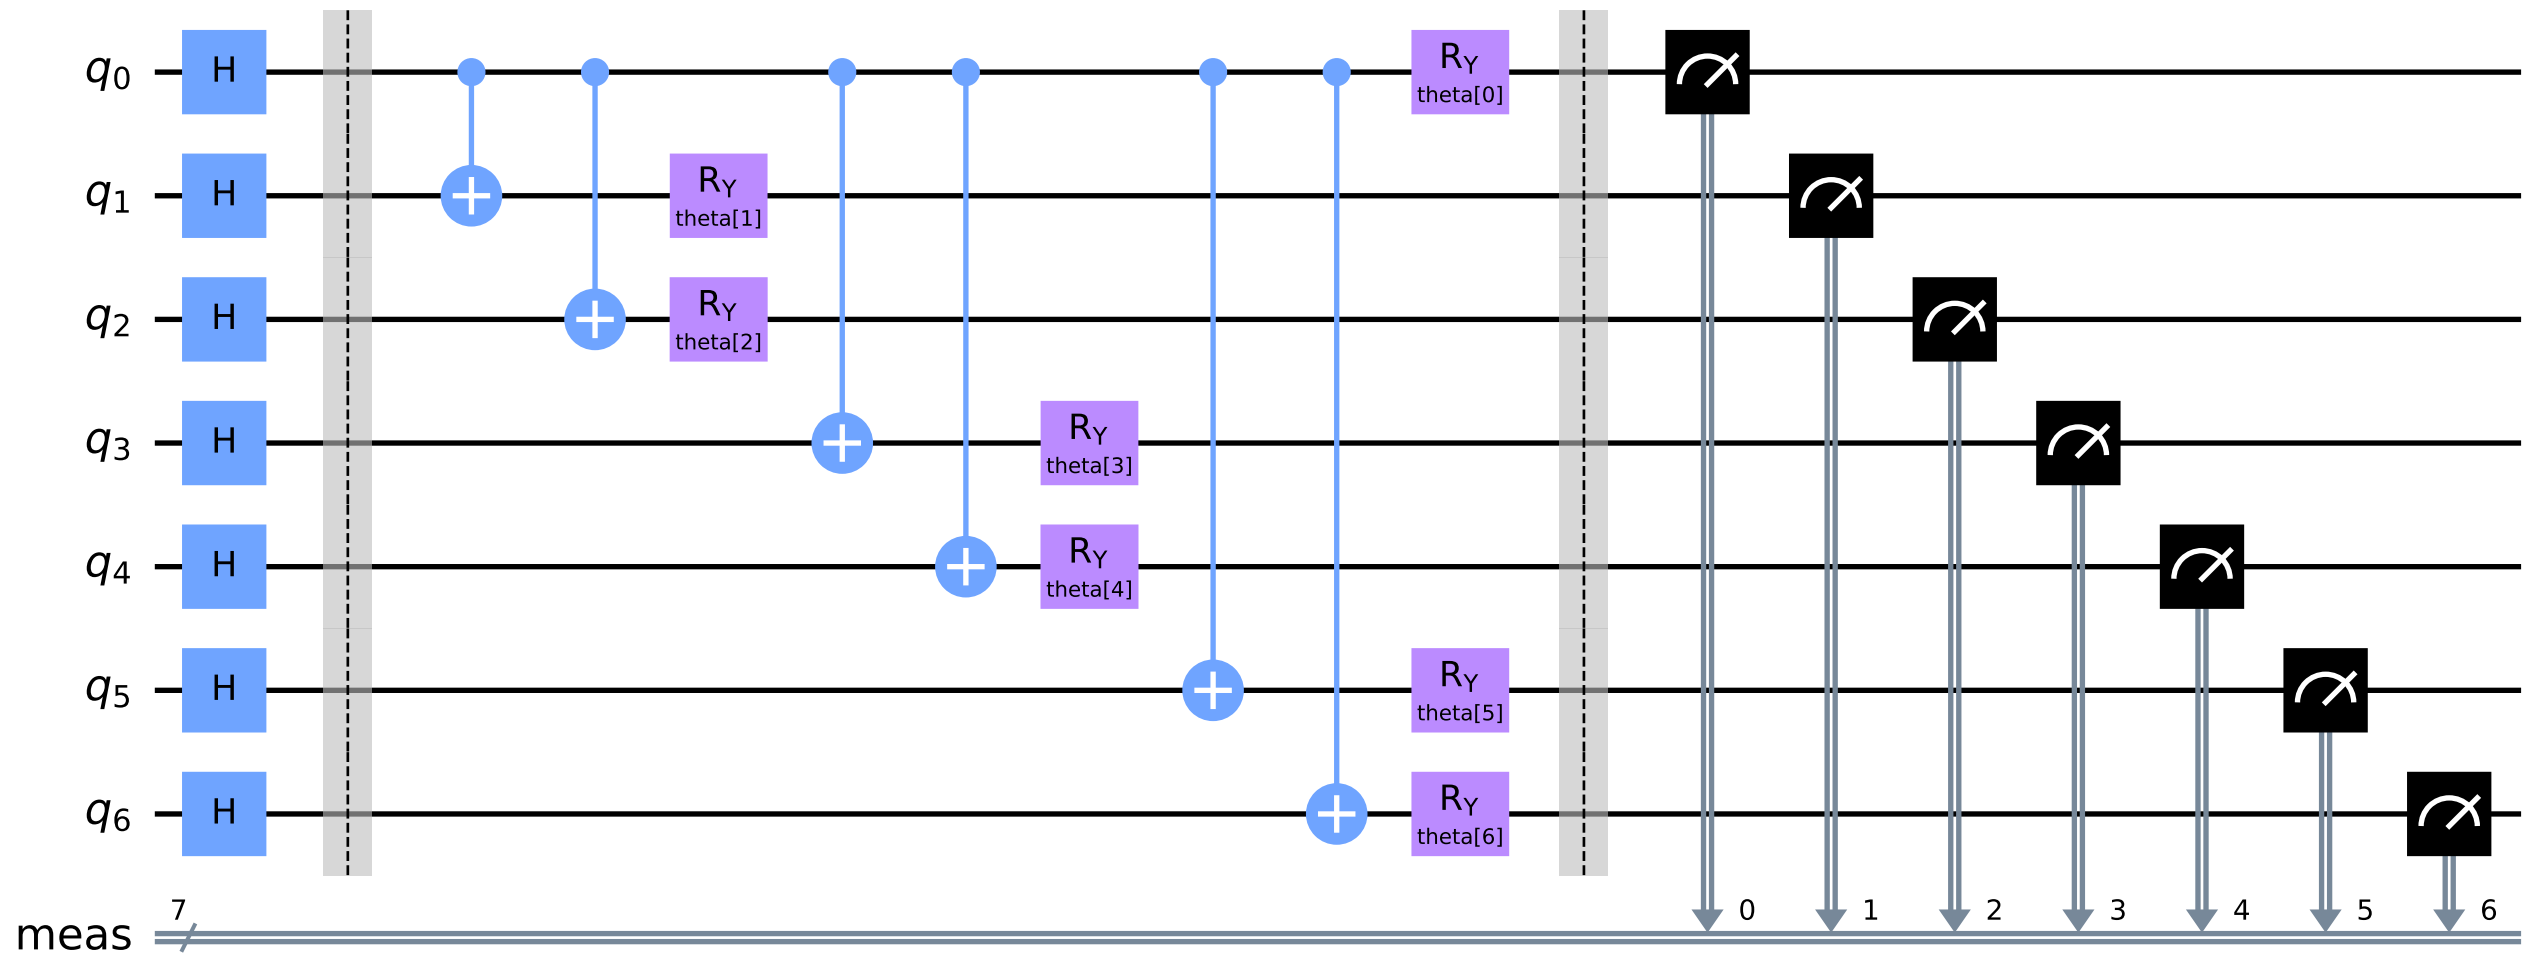 q0 H RY theta[0]
q1 H RY theta[1]
q2 H RY theta[2]
q3 H RY theta[3]
q4 H RY theta[4]
q5 H RY theta[5]
q6 H RY theta[6]
7 0 1 2 3 4 5 6
meas